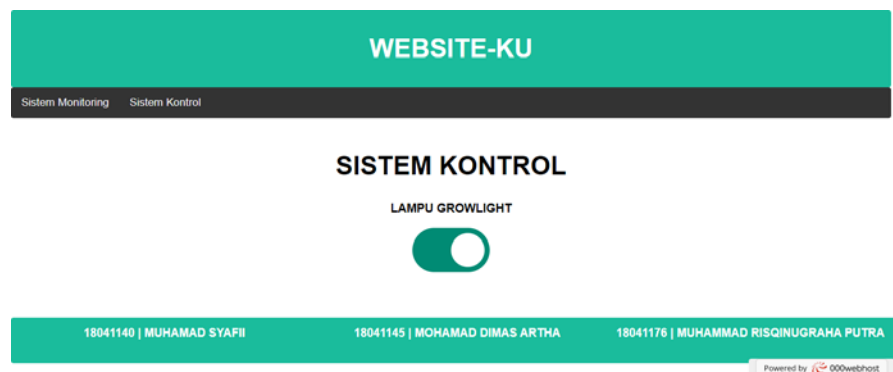 WEBSITE-KU
Sistem Monitoring Sistem Kontrol
SISTEM KONTROL
LAMPU GROWLIGHT
18041140 | MUHAMAD SYAFII 18041145 | MOHAMAD DIMAS ARTHA 18041176 | MUHAMMAD RISQINUGRAHA PUTRA
Powered by 000webhost